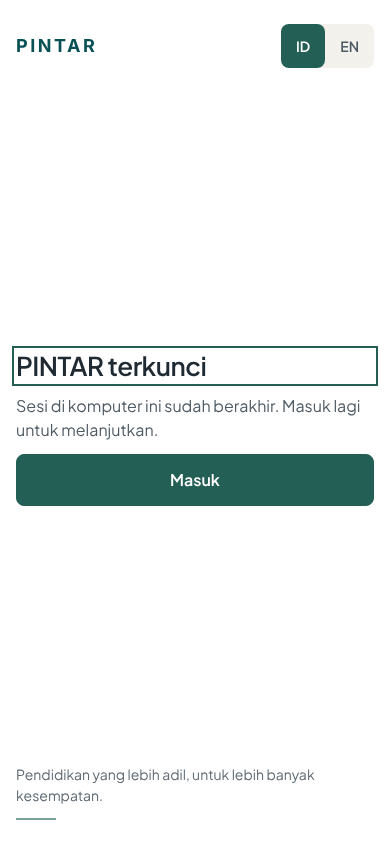 PINTAR
ID EN
PINTAR terkunci
Sesi di komputer ini sudah berakhir. Masuk lagi
untuk melanjutkan.
Masuk
Pendidikan yang lebih adil, untuk lebih banyak
kesempatan.